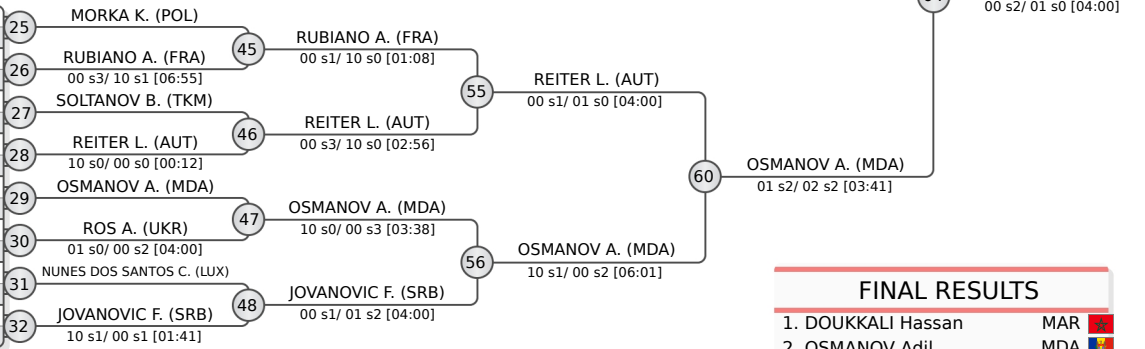 00 s2/ 01 s0 [04:00]
25
MORKA K. (POL)
26
RUBIANO A. (FRA)
00 s3/ 10 s1 [06:55]
27
SOLTANOV B. (TKM)
28
REITER L. (AUT)
10 s0/ 00 s0 [00:12]
29
OSMANOV A. (MDA)
30
ROS A. (UKR)
01 s0/ 00 s2 [04:00]
31
NUNES DOS SANTOS C. (LUX)
32
JOVANOVIC F. (SRB)
10 s1/ 00 s1 [01:41]
45
RUBIANO A. (FRA)
00 s1/ 10 s0 [01:08]
46
REITER L. (AUT)
00 s3/ 10 s0 [02:56]
47
OSMANOV A. (MDA)
10 s0/ 00 s3 [03:38]
48
JOVANOVIC F. (SRB)
00 s1/ 01 s2 [04:00]
55
REITER L. (AUT)
00 s1/ 01 s0 [04:00]
56
OSMANOV A. (MDA)
10 s1/ 00 s2 [06:01]
60
OSMANOV A. (MDA)
01 s2/ 02 s2 [03:41]
FINAL RESULTS
1. DOUKKALI Hassan MAR
2. OSMANOV Adil MDA